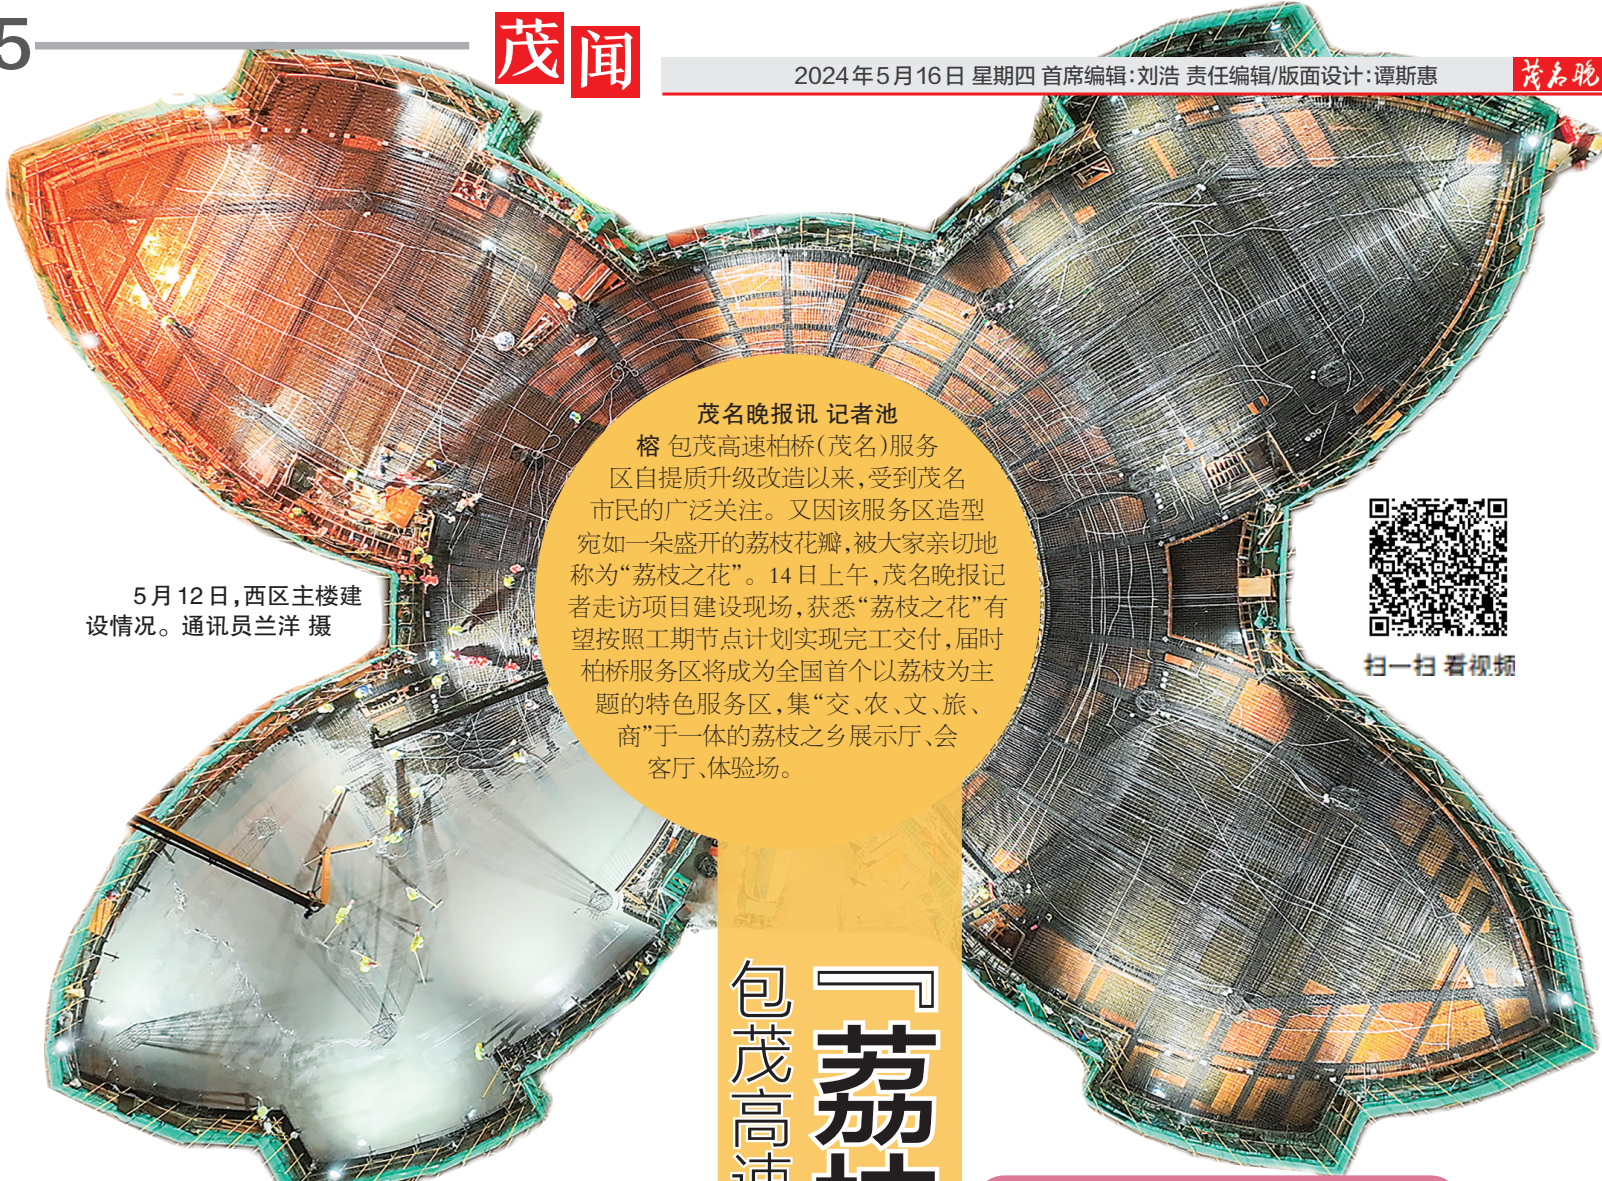 5
茂闻
2024年5月16日 星期四 首席编辑:刘浩 责任编辑/版面设计:谭斯惠
茂名晚
茂名晚报讯 记者池
榕 包茂高速柏桥(茂名)服务
区自提质升级改造以来,受到茂名
市民的广泛关注。又因该服务区造型
宛如一朵盛开的荔枝花瓣,被大家亲切地
称为“荔枝之花”。14日上午,茂名晚报记
者走访项目建设现场,获悉“荔枝之花”有
望按照工期节点计划实现完工交付,届时
柏桥服务区将成为全国首个以荔枝为主
题的特色服务区,集“交、农、文、旅、
商”于一体的荔枝之乡展示厅、会
客厅、体验场。
5月12日,西区主楼建
设情况。通讯员兰洋 摄
扫一扫 看视频
『荔枝
包茂高速